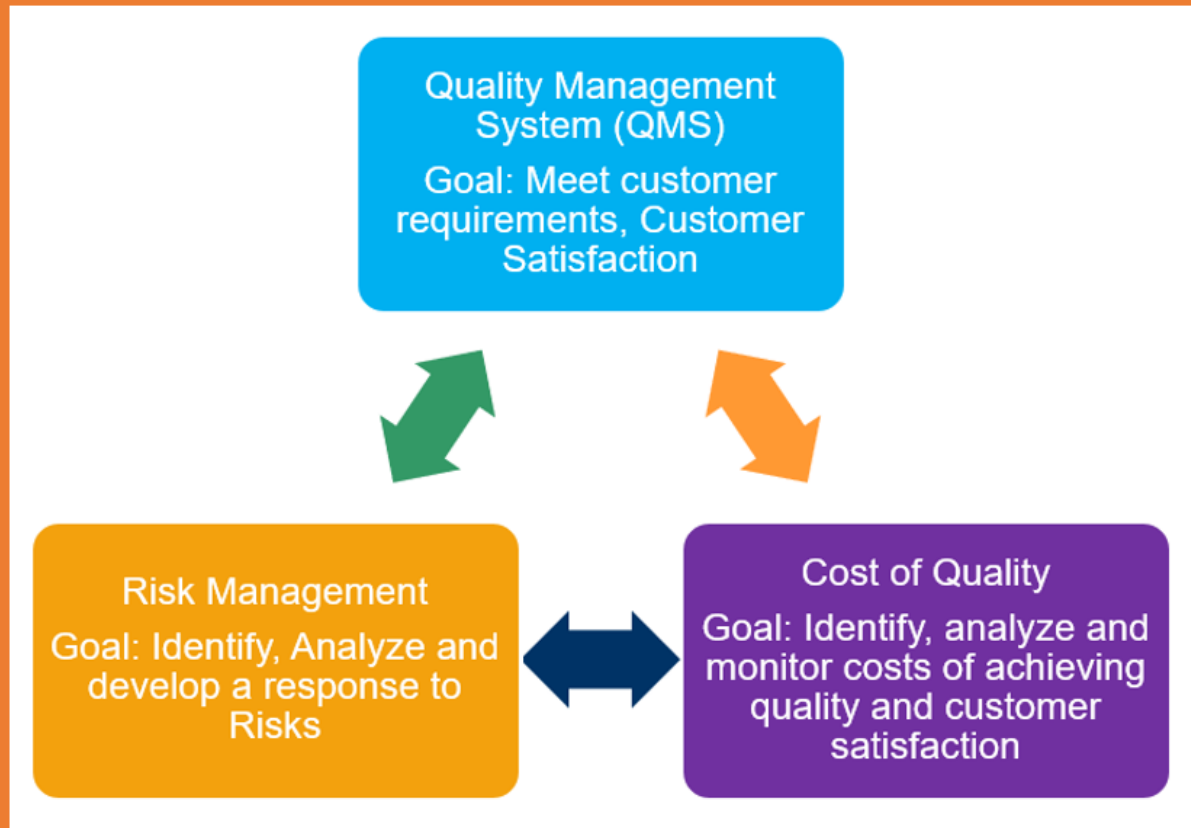 Quality Management
System (QMS)
Goal: Meet customer
requirements, Customer
Satisfaction
Risk Management
Goal: Identify, Analyze and
develop a response to
Risks
Cost of Quality
Goal: Identify, analyze and
monitor costs of achieving
quality and customer
satisfaction